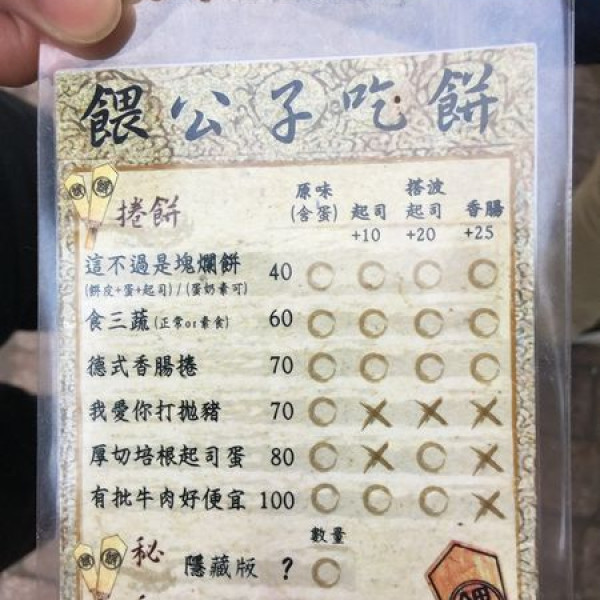 餵公子吃餅
餵 餅 捲餅
原味 搭波
(含蛋) 起司 起司 香腸
+10 +20 +25
這不過是塊爛餅 40 ○ ○ ○ ○
(餅皮+蛋+起司)/(蛋奶素可)
食三蔬(正常or素食) 60 ○ ○ ○ ○
德式香腸捲 70 ○ ○ ○ ○
我愛你打拋豬 70 ○ × × ×
厚切培根起司蛋 80 ○ × ○ ×
有批牛肉好便宜 100 ○ ○ ○ ×
數量
餵 餅 秘 隱藏版 ? ○